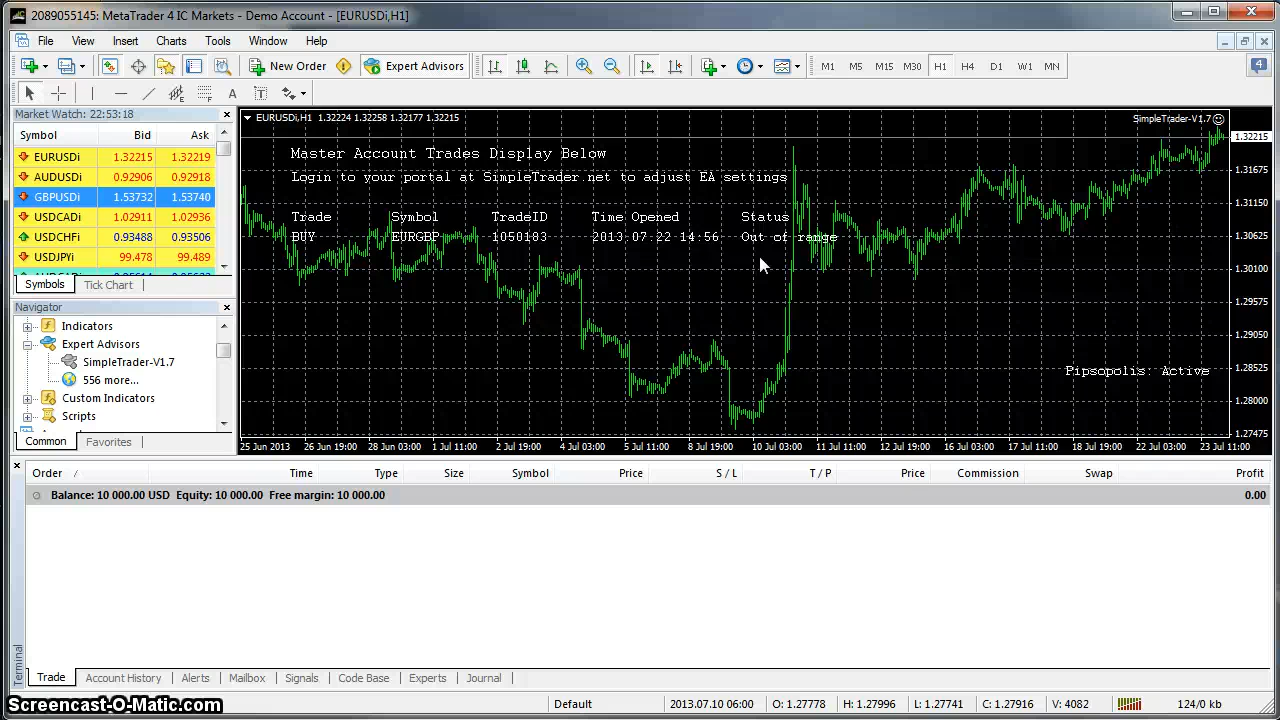 2089055145: MetaTrader 4 IC Markets - Demo Account - [EURUSDi,H1]
File View Insert Charts Tools Window Help
New Order Expert Advisors M1 M5 M15 M30 H1 H4 D1 W1 MN 4
A T
Market Watch: 22:53:18
Symbol Bid Ask
EURUSDi 1.32215 1.32219
AUDUSDi 0.92906 0.92918
GBPUSDi 1.53732 1.53740
USDCADi 1.02911 1.02936
USDCHFi 0.93488 0.93506
USDJPYi 99.478 99.489
Symbols Tick Chart
Navigator
Indicators
Expert Advisors
SimpleTrader-V1.7
556 more...
Custom Indicators
Scripts
Common Favorites
EURUSDi,H1 1.32224 1.32258 1.32177 1.32215
SimpleTrader-V1.7
Master Account Trades Display Below
Login to your portal at SimpleTrader.net to adjust EA settings
Trade Symbol TradeID Time Opened Status
BUY EURGBP 1050183 2013.07.22 14:56 Out of range
Pipsopolis: Active
1.32215
1.31675
1.31150
1.30625
1.30100
1.29575
1.29050
1.28525
1.28000
1.27475
25 Jun 2013 26 Jun 19:00 28 Jun 03:00 1 Jul 11:00 2 Jul 19:00 4 Jul 03:00 5 Jul 11:00 8 Jul 19:00 10 Jul 03:00 11 Jul 11:00 12 Jul 19:00 16 Jul 03:00 17 Jul 11:00 18 Jul 19:00 22 Jul 03:00 23 Jul 11:00
Order / Time Type Size Symbol Price S / L T / P Price Commission Swap Profit
Balance: 10 000.00 USD Equity: 10 000.00 Free margin: 10 000.00 0.00
Terminal
Trade Account History Alerts Mailbox Signals Code Base Experts Journal
Screencast-O-Matic.com
Default 2013.07.10 06:00 O: 1.27778 H: 1.27996 L: 1.27741 C: 1.27916 V: 4082 124/0 kb